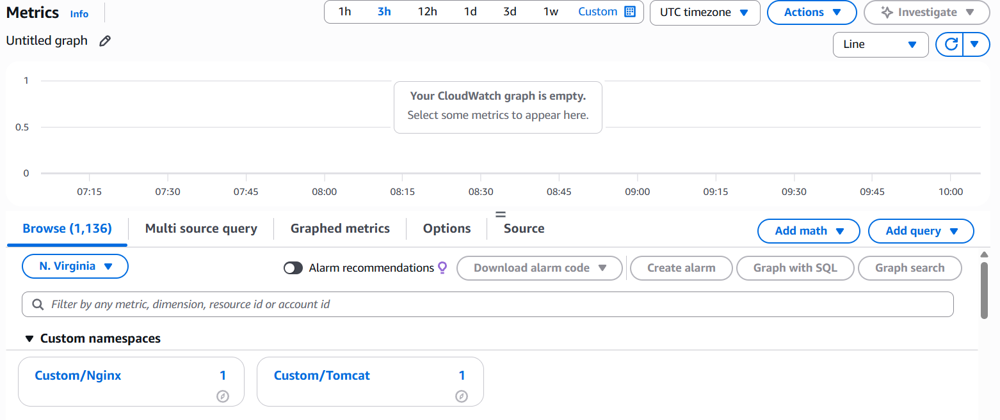 Metrics Info
1h 3h 12h 1d 3d 1w Custom UTC timezone Actions Investigate
Untitled graph
Line
1
Your CloudWatch graph is empty.
Select some metrics to appear here.
0.5
0
07:15 07:30 07:45 08:00 08:15 08:30 08:45 09:00 09:15 09:30 09:45 10:00
Browse (1,136) Multi source query Graphed metrics Options Source Add math Add query
N. Virginia Alarm recommendations Download alarm code Create alarm Graph with SQL Graph search
Filter by any metric, dimension, resource id or account id
Custom namespaces
Custom/Nginx 1 Custom/Tomcat 1